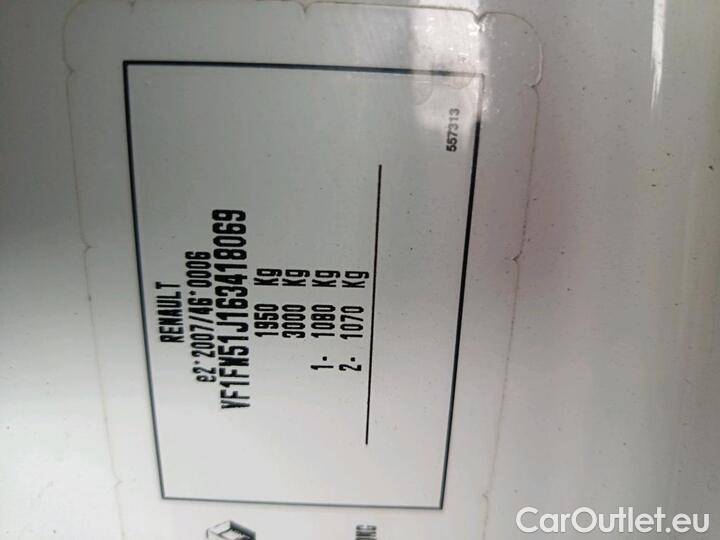 RENAULT
e2*2007/46*0006
VF1FW51J163418069
1950 Kg
3000 Kg
1- 1080 Kg
2- 1070 Kg
557313
CarOutlet.eu